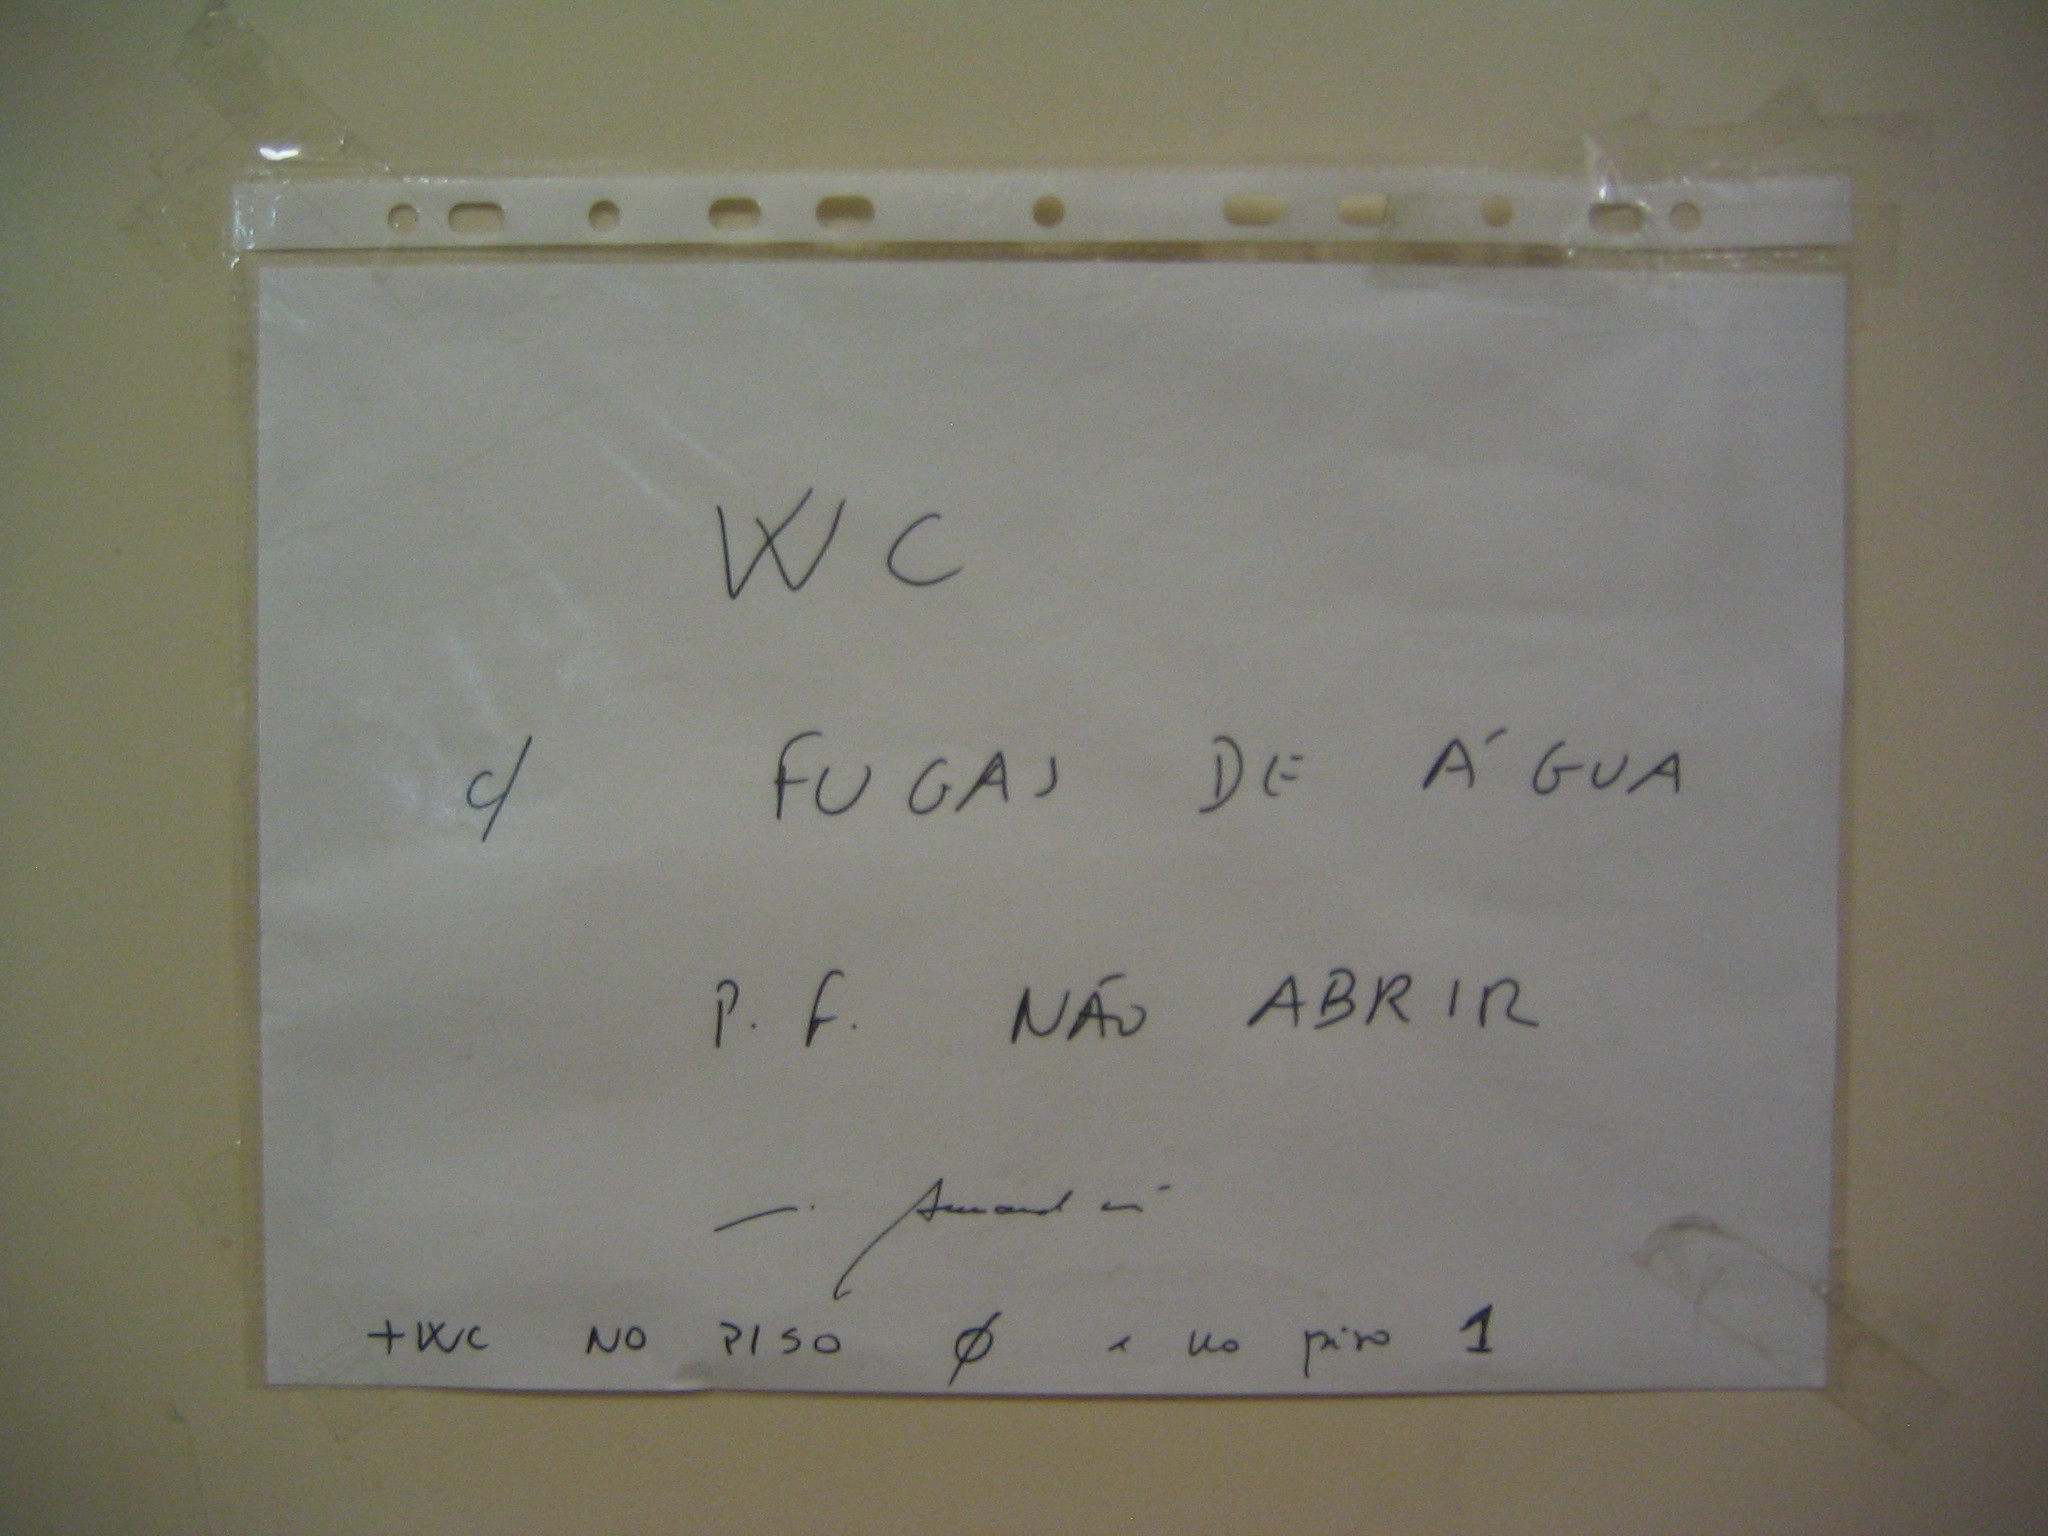 WC
c/ FUGAS DE ÁGUA
P.F. NÃO ABRIR
+WC NO PISO Ø e no piso 1